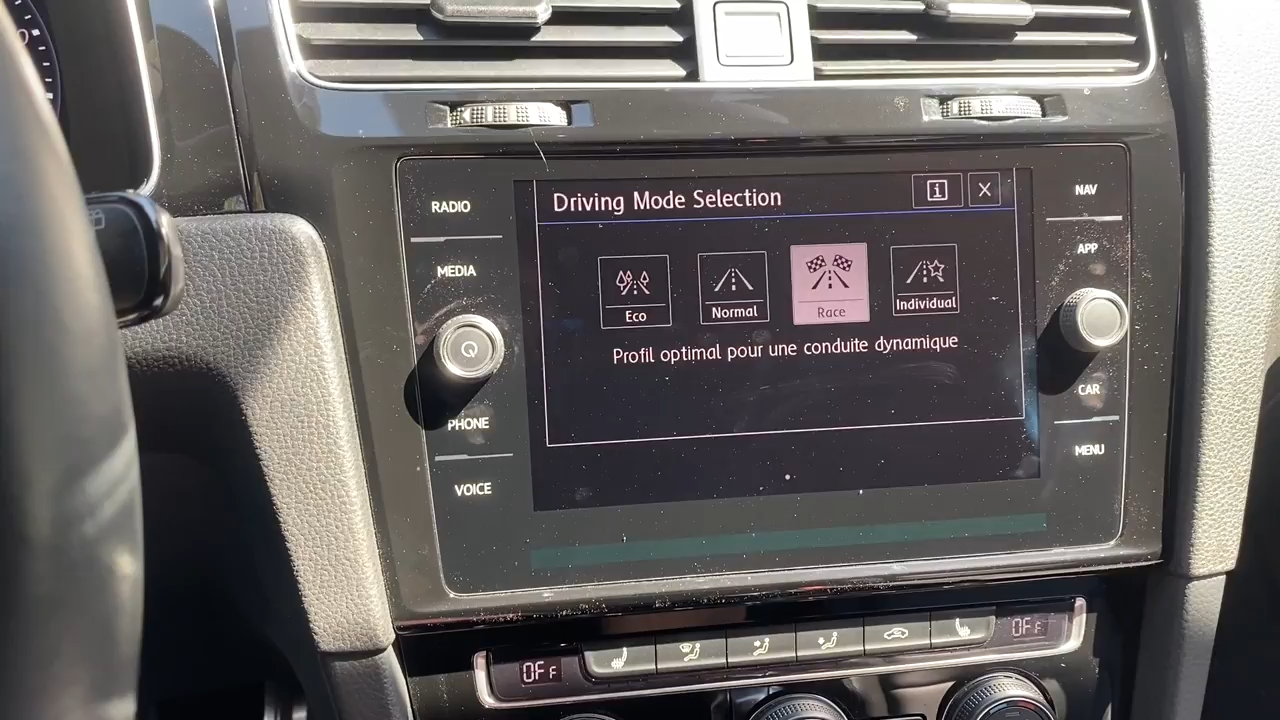 RADIO
MEDIA
PHONE
VOICE
Driving Mode Selection
i X
Eco
Normal
Race
Individual
Profil optimal pour une conduite dynamique
NAV
APP
CAR
MENU
OFF
OFF